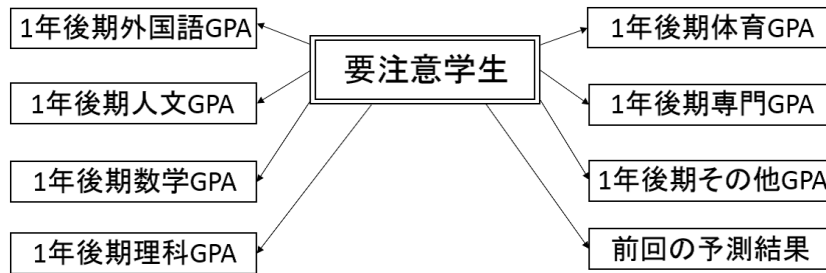 1年後期外国語GPA
要注意学生
1年後期体育GPA
1年後期人文GPA
1年後期専門GPA
1年後期数学GPA
1年後期その他GPA
1年後期理科GPA
前回の予測結果